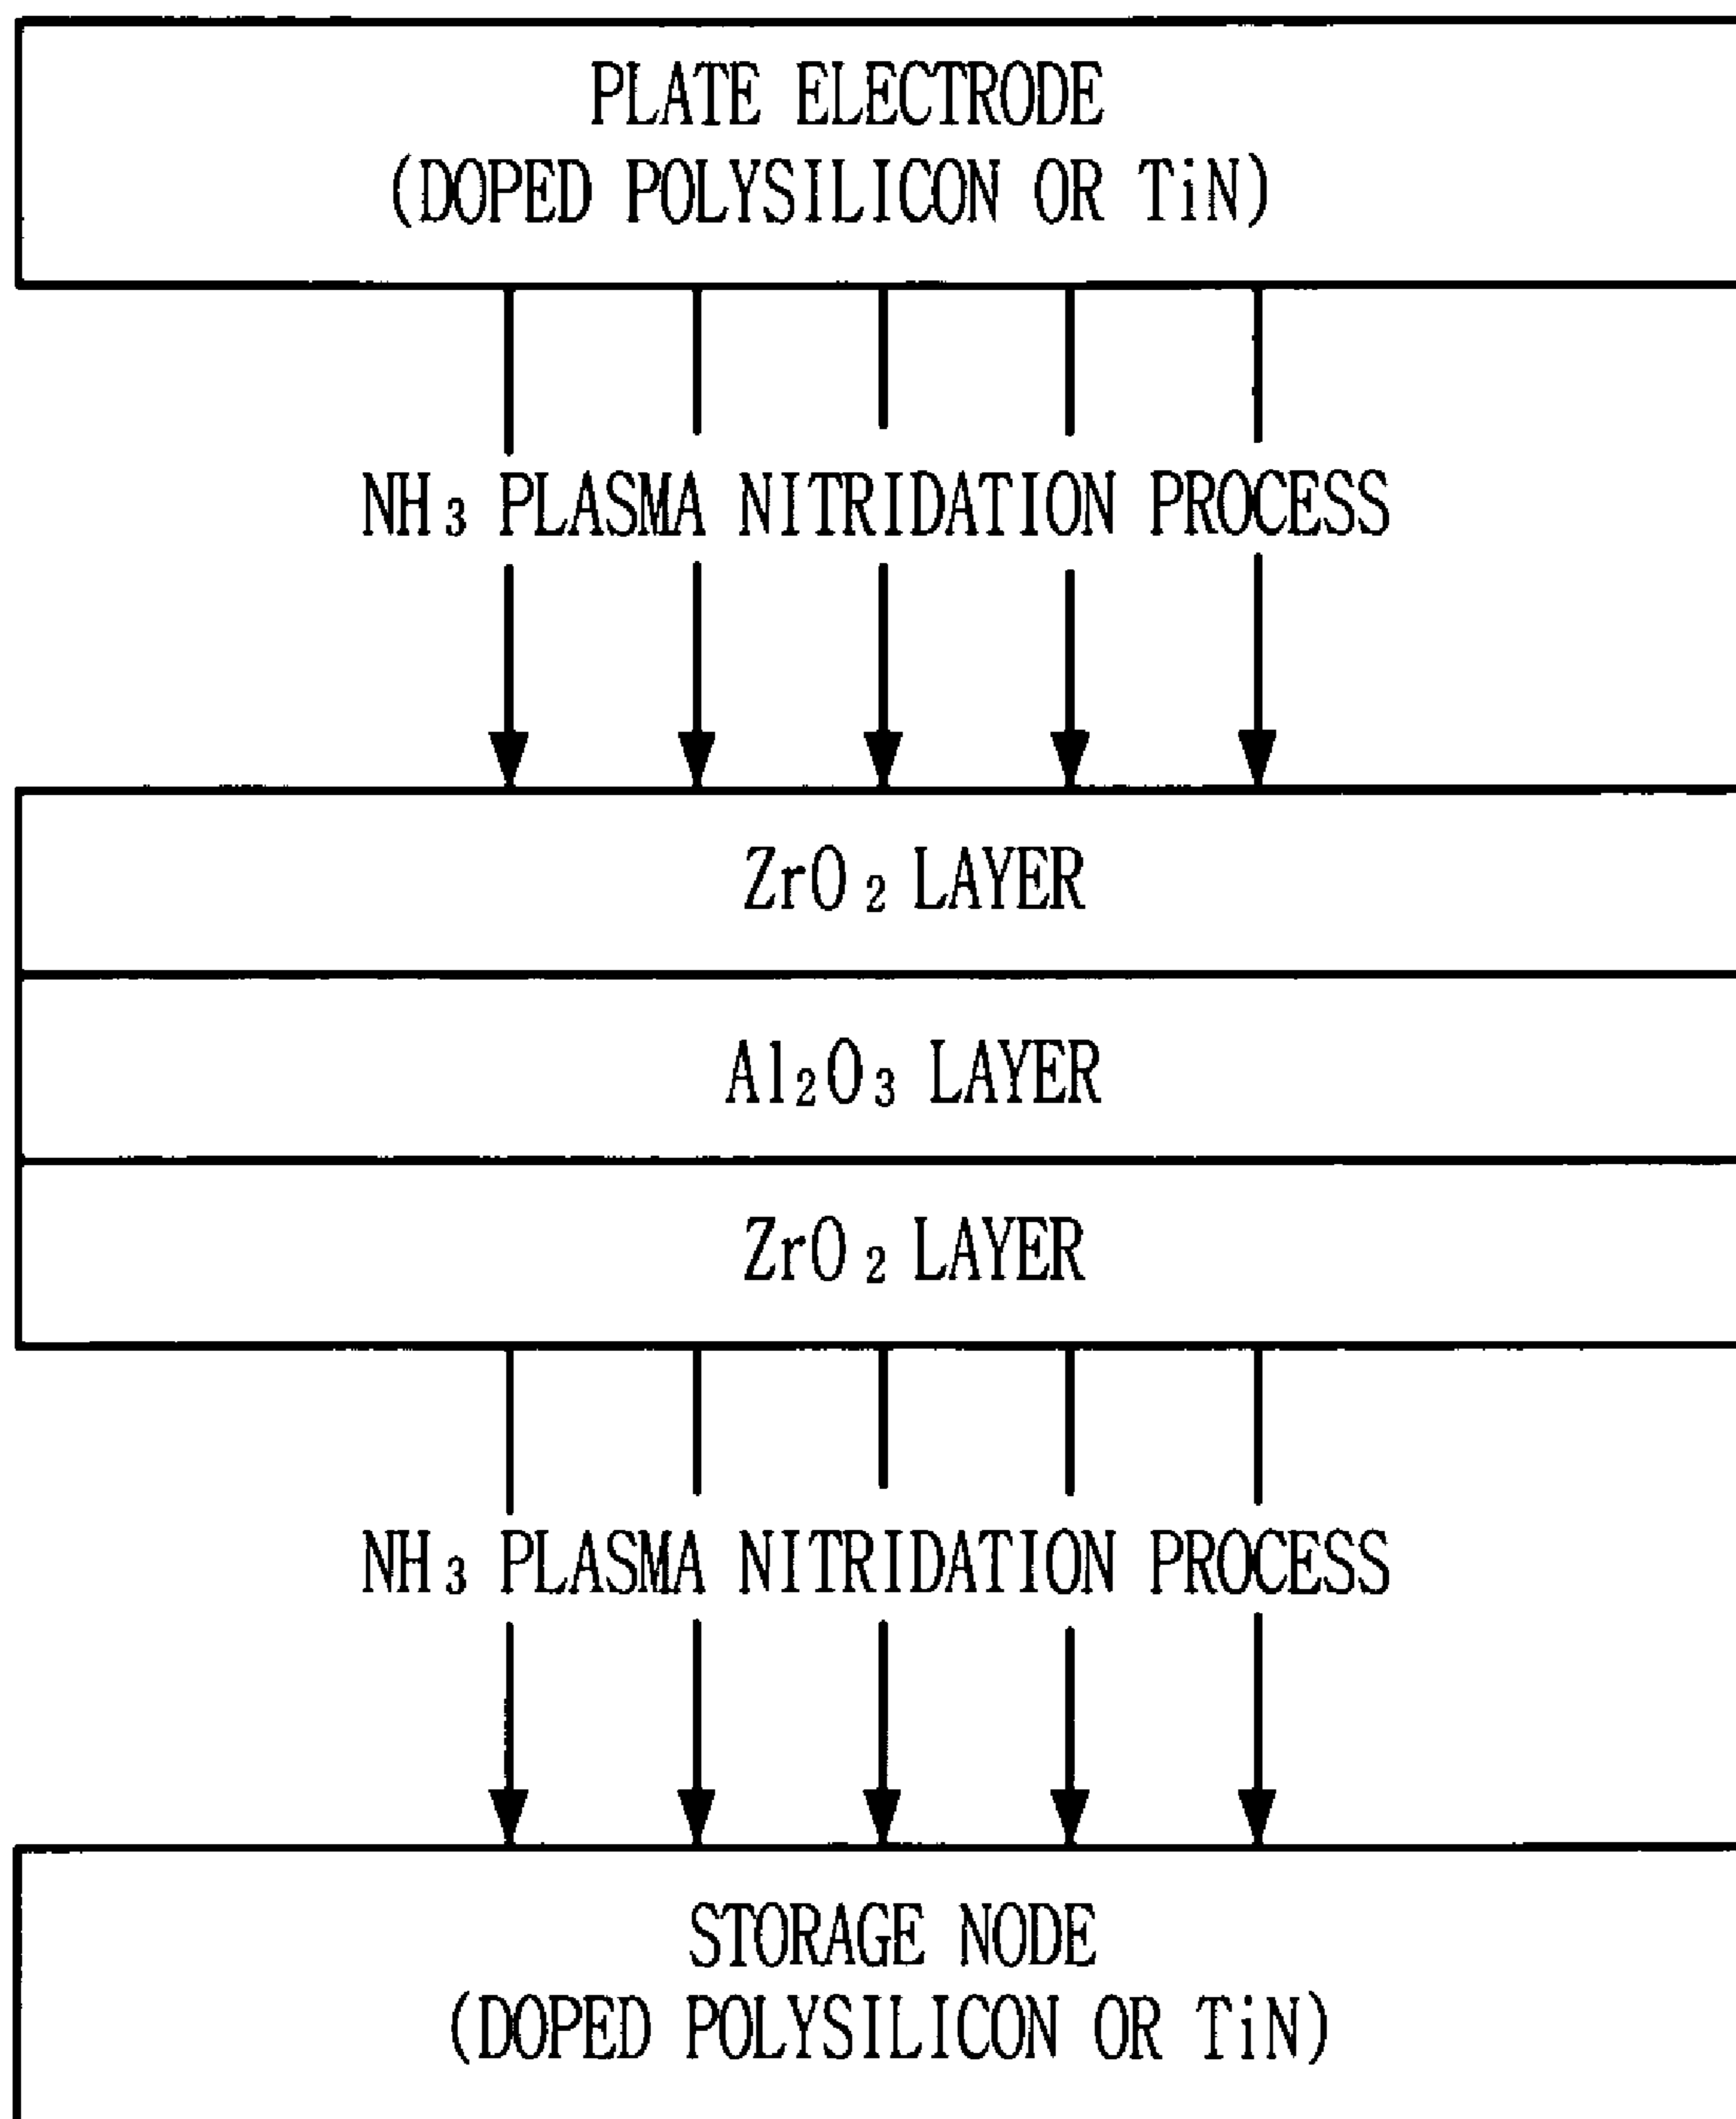 PLATE ELECTRODE
(DOPED POLYSILICON OR TiN)
NH₃ PLASMA NITRIDATION PROCESS
ZrO₂ LAYER
Al₂O₃ LAYER
ZrO₂ LAYER
NH₃ PLASMA NITRIDATION PROCESS
STORAGE NODE
(DOPED POLYSILICON OR TiN)